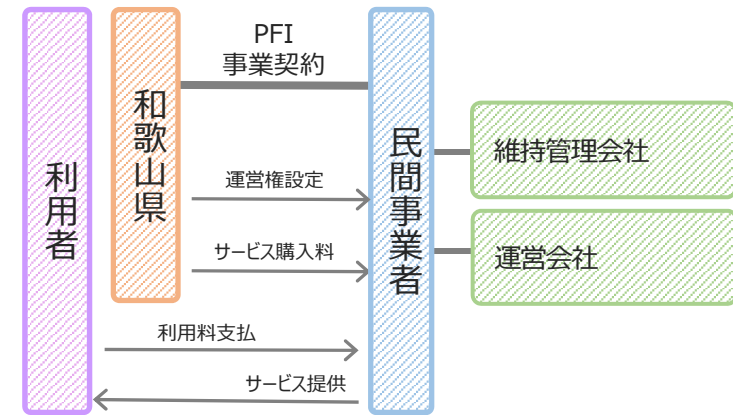 PFI
事業契約
利用者
和歌山県
民間事業者
維持管理会社
運営権設定
サービス購入料
運営会社
利用料支払
サービス提供